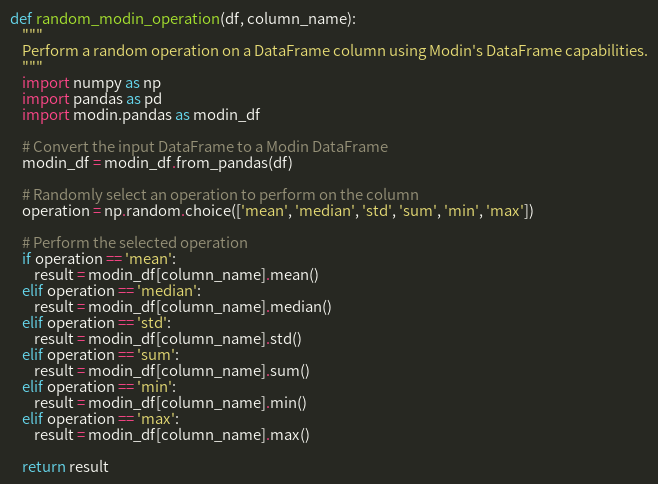 def random_modin_operation(df, column_name):
    """
    Perform a random operation on a DataFrame column using Modin's DataFrame capabilities.
    """
    import numpy as np
    import pandas as pd
    import modin.pandas as modin_df

    # Convert the input DataFrame to a Modin DataFrame
    modin_df = modin_df.from_pandas(df)

    # Randomly select an operation to perform on the column
    operation = np.random.choice(['mean', 'median', 'std', 'sum', 'min', 'max'])

    # Perform the selected operation
    if operation == 'mean':
        result = modin_df[column_name].mean()
    elif operation == 'median':
        result = modin_df[column_name].median()
    elif operation == 'std':
        result = modin_df[column_name].std()
    elif operation == 'sum':
        result = modin_df[column_name].sum()
    elif operation == 'min':
        result = modin_df[column_name].min()
    elif operation == 'max':
        result = modin_df[column_name].max()

    return result